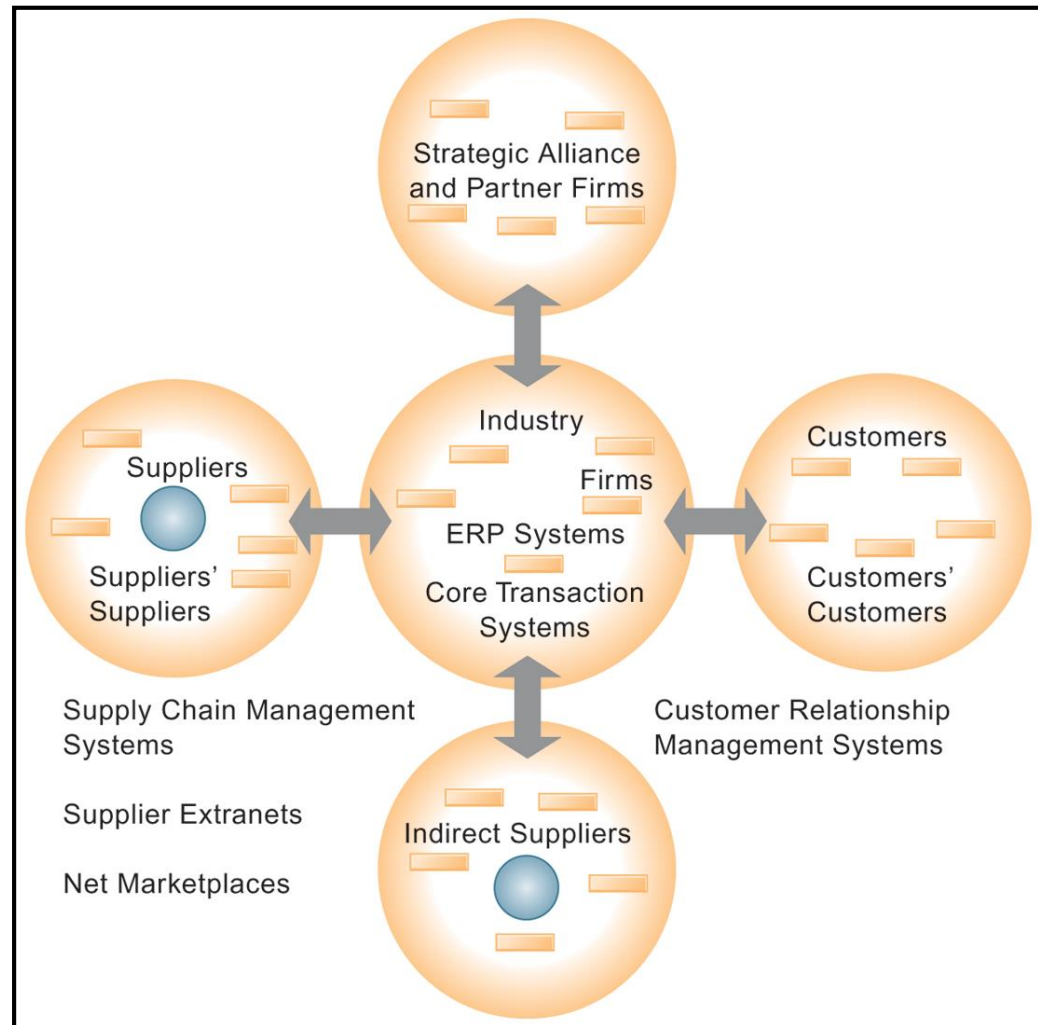 Strategic Alliance
and Partner Firms
Industry
Firms
ERP Systems
Core Transaction
Systems
Suppliers
Suppliers’
Suppliers
Customers
Customers’
Customers
Supply Chain Management
Systems
Supplier Extranets
Net Marketplaces
Customer Relationship
Management Systems
Indirect Suppliers